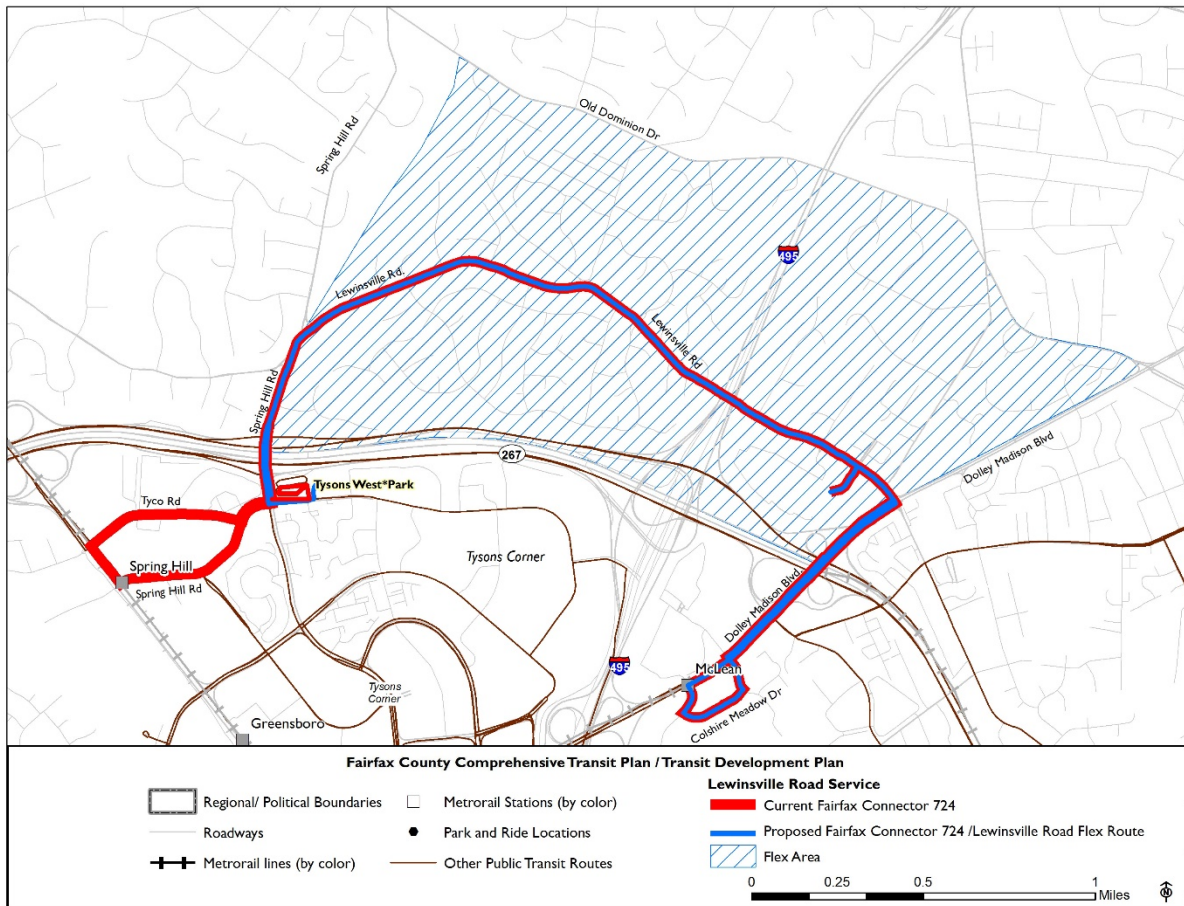 Old Dominion Dr
Spring Hill Rd
495
Lewinsville Rd.
Lewinsville Rd
Spring Hill Rd
267
Dolley Madison Blvd
Tysons West*Park
Tyco Rd
Tysons Corner
Spring Hill
Spring Hill Rd
Dolley Madison Blvd.
495
McLean
Tysons
Corner
Colshire Meadow Dr
Greensboro
Fairfax County Comprehensive Transit Plan / Transit Development Plan
Regional/ Political Boundaries
Metrorail Stations (by color)
Roadways
Park and Ride Locations
Metrorail lines (by color)
Other Public Transit Routes
Lewinsville Road Service
Current Fairfax Connector 724
Proposed Fairfax Connector 724 /Lewinsville Road Flex Route
Flex Area
0 0.25 0.5 1
Miles
N